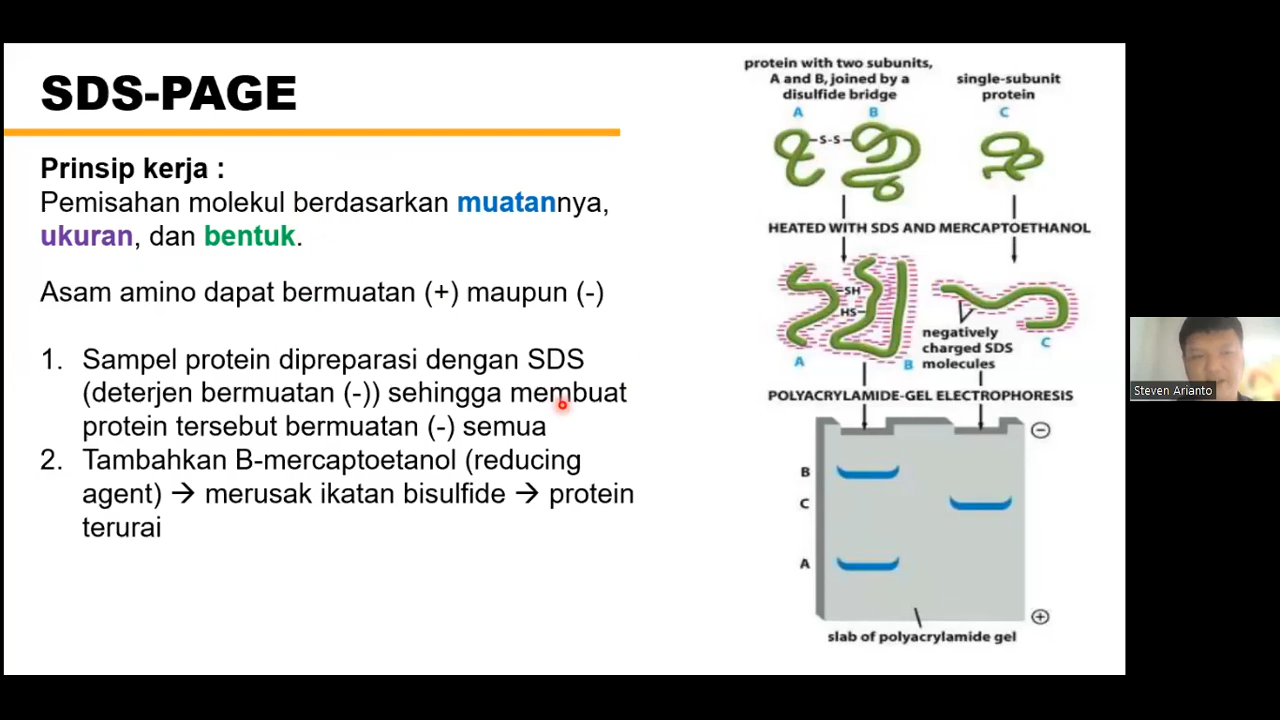 SDS-PAGE
Prinsip kerja :
Pemisahan molekul berdasarkan muatannya,
ukuran, dan bentuk.
Asam amino dapat bermuatan (+) maupun (-)
1. Sampel protein dipreparasi dengan SDS
(deterjen bermuatan (-)) sehingga membuat
protein tersebut bermuatan (-) semua
2. Tambahkan B-mercaptoetanol (reducing
agent) → merusak ikatan bisulfide → protein
terurai
protein with two subunits,
A and B, joined by a
disulfide bridge
single-subunit
protein
A B C
S-S
HEATED WITH SDS AND MERCAPTOETHANOL
SH
HS
negatively
charged SDS
molecules
A B C
POLYACRYLAMIDE-GEL ELECTROPHORESIS
−
B
C
A
+
slab of polyacrylamide gel
Steven Arianto